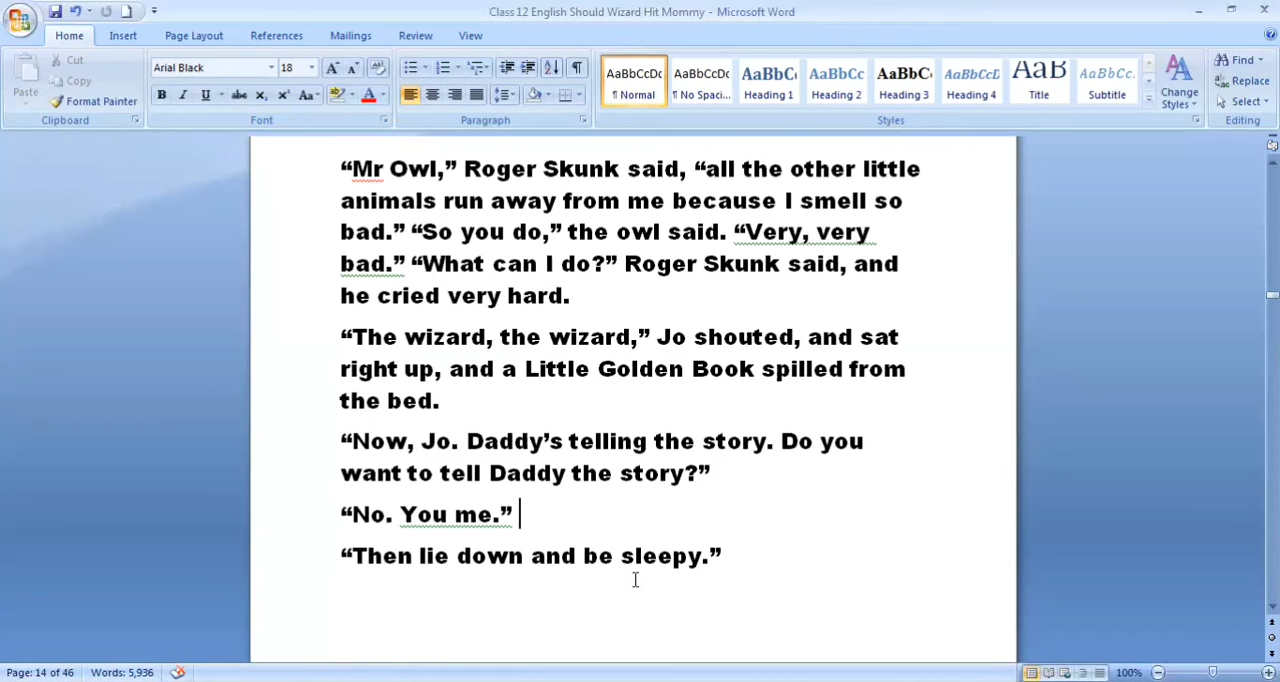 Class 12 English Should Wizard Hit Mommy - Microsoft Word
Home Insert Page Layout References Mailings Review View
Paste
Cut
Copy
Format Painter
Clipboard
Arial Black 18
Font
Paragraph
AaBbCcDc AaBbCcDc AaBbC AaBbCc AaBbC AaBbCcD AaB AaBbCc.
¶ Normal ¶ No Spaci... Heading 1 Heading 2 Heading 3 Heading 4 Title Subtitle
Change Styles
Styles
Find
Replace
Select
Editing
“Mr Owl,” Roger Skunk said, “all the other little
animals run away from me because I smell so
bad.” “So you do,” the owl said. “Very, very
bad.” “What can I do?” Roger Skunk said, and
he cried very hard.
“The wizard, the wizard,” Jo shouted, and sat
right up, and a Little Golden Book spilled from
the bed.
“Now, Jo. Daddy’s telling the story. Do you
want to tell Daddy the story?”
“No. You me.”
“Then lie down and be sleepy.”
Page: 14 of 46 Words: 5,936 100%